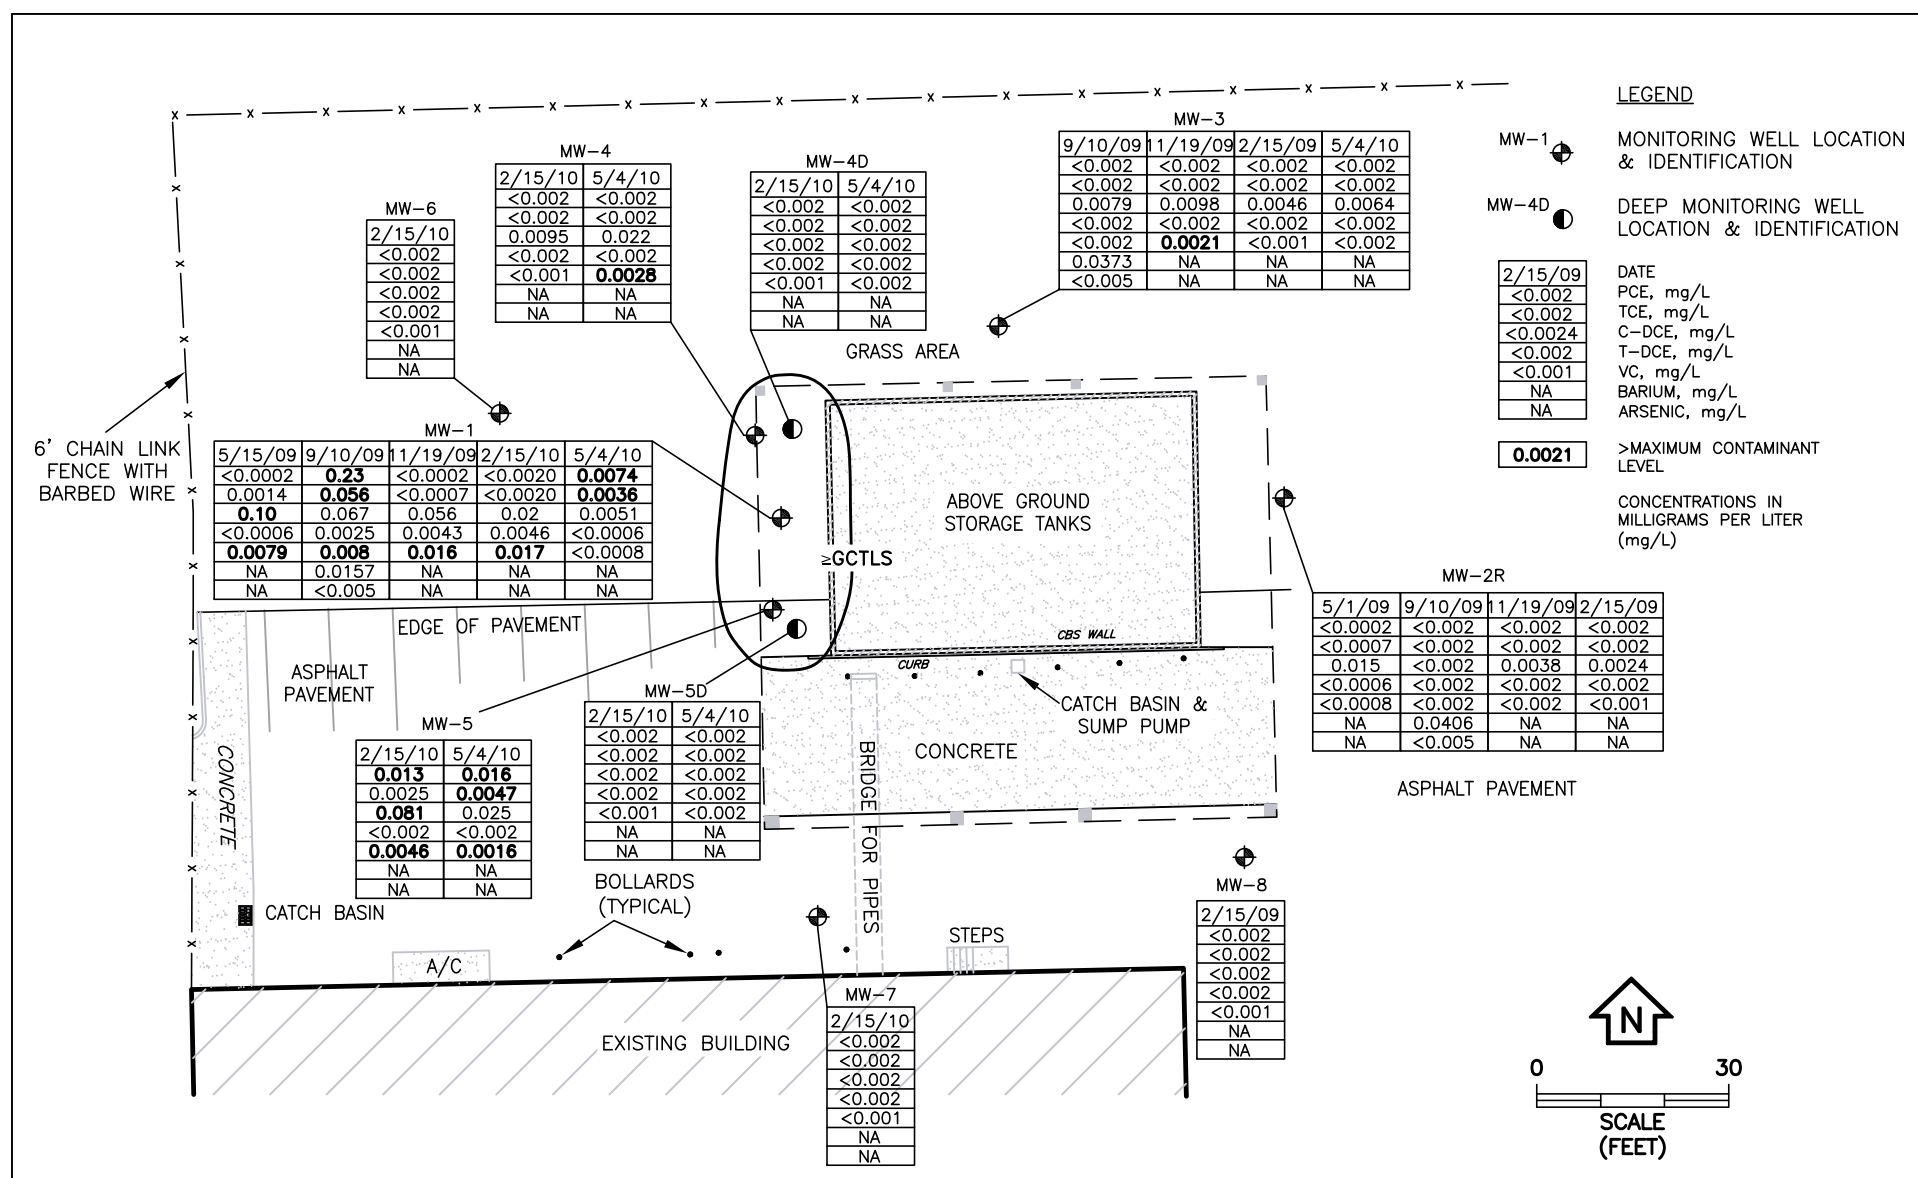 LEGEND
MW-1
MONITORING WELL LOCATION
& IDENTIFICATION
MW-4D
DEEP MONITORING WELL
LOCATION & IDENTIFICATION
2/15/09 DATE
<0.002 PCE, mg/L
<0.002 TCE, mg/L
<0.0024 C-DCE, mg/L
<0.002 T-DCE, mg/L
<0.001 VC, mg/L
NA BARIUM, mg/L
NA ARSENIC, mg/L
0.0021 >MAXIMUM CONTAMINANT
LEVEL
CONCENTRATIONS IN
MILLIGRAMS PER LITER
(mg/L)
MW-3
9/10/09 11/19/09 2/15/09 5/4/10
<0.002 <0.002 <0.002 <0.002
<0.002 <0.002 <0.002 <0.002
0.0079 0.0098 0.0046 0.0064
<0.002 <0.002 <0.002 <0.002
<0.002 0.0021 <0.001 <0.002
0.0373 NA NA NA
<0.005 NA NA NA
MW-4
2/15/10 5/4/10
<0.002 <0.002
<0.002 <0.002
0.0095 0.022
<0.002 <0.002
<0.001 0.0028
NA NA
NA NA
MW-4D
2/15/10 5/4/10
<0.002 <0.002
<0.002 <0.002
<0.002 <0.002
<0.002 <0.002
<0.001 <0.002
NA NA
NA NA
MW-6
2/15/10
<0.002
<0.002
<0.002
<0.002
<0.001
NA
NA
GRASS AREA
6' CHAIN LINK
FENCE WITH
BARBED WIRE
MW-1
5/15/09 9/10/09 11/19/09 2/15/10 5/4/10
<0.0002 0.23 <0.0002 <0.0020 0.0074
0.0014 0.056 <0.0007 <0.0020 0.0036
0.10 0.067 0.056 0.02 0.0051
<0.0006 0.0025 0.0043 0.0046 <0.0006
0.0079 0.008 0.016 0.017 <0.0008
NA 0.0157 NA NA NA
NA <0.005 NA NA NA
ABOVE GROUND
STORAGE TANKS
≥GCTLS
MW-2R
5/1/09 9/10/09 11/19/09 2/15/09
<0.0002 <0.002 <0.002 <0.002
<0.0007 <0.002 <0.002 <0.002
0.015 <0.002 0.0038 0.0024
<0.0006 <0.002 <0.002 <0.002
<0.0008 <0.002 <0.002 <0.001
NA 0.0406 NA NA
NA <0.005 NA NA
EDGE OF PAVEMENT
CBS WALL
CURB
ASPHALT
PAVEMENT
MW-5D
2/15/10 5/4/10
<0.002 <0.002
<0.002 <0.002
<0.002 <0.002
<0.002 <0.002
<0.001 <0.002
NA NA
NA NA
CATCH BASIN &
SUMP PUMP
MW-5
2/15/10 5/4/10
0.013 0.016
0.0025 0.0047
0.081 0.025
<0.002 <0.002
0.0046 0.0016
NA NA
NA NA
CONCRETE
CONCRETE
BRIDGE FOR PIPES
ASPHALT PAVEMENT
BOLLARDS
(TYPICAL)
CATCH BASIN
MW-8
2/15/09
<0.002
<0.002
<0.002
<0.002
<0.001
NA
NA
STEPS
A/C
MW-7
2/15/10
<0.002
<0.002
<0.002
<0.002
<0.001
NA
NA
EXISTING BUILDING
N
0 30
SCALE
(FEET)